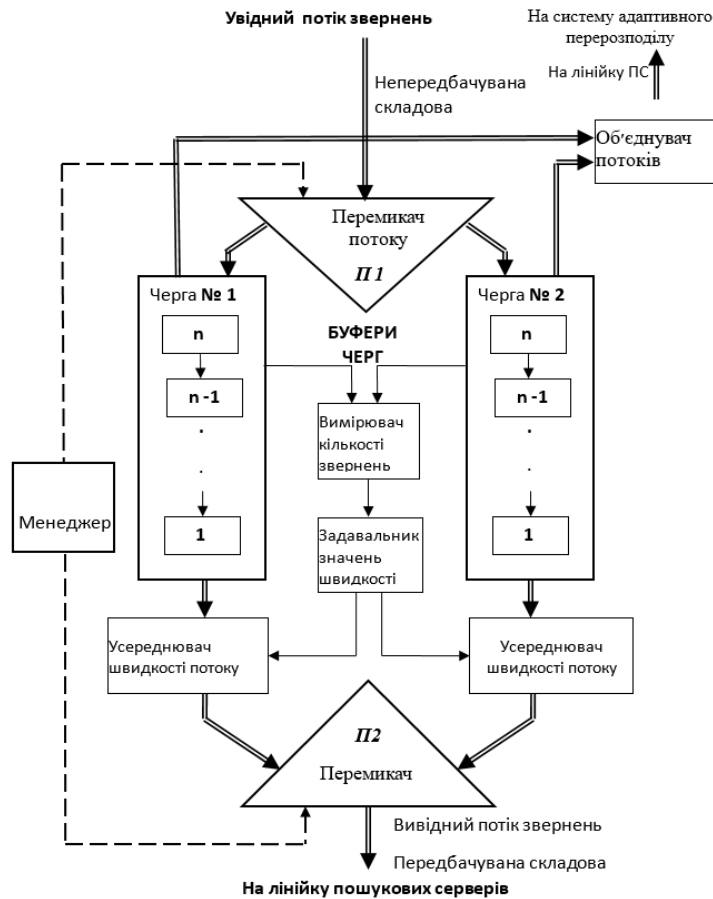 Увідний потік звернень
На систему адаптивного
перерозподілу
На лінійку ПС
Непередбачувана
складова
Об'єднувач
потоків
Перемикач
потоку
П 1
Черга № 1
Черга № 2
n
n
БУФЕРИ
ЧЕРГ
n -1
n -1
Вимірювач
кількості
звернень
Менеджер
1
1
Задавальник
значень
швидкості
Усереднювач
швидкості потоку
Усереднювач
швидкості потоку
П2
Перемикач
Вивідний потік звернень
Передбачувана складова
На лінійку пошукових серверів